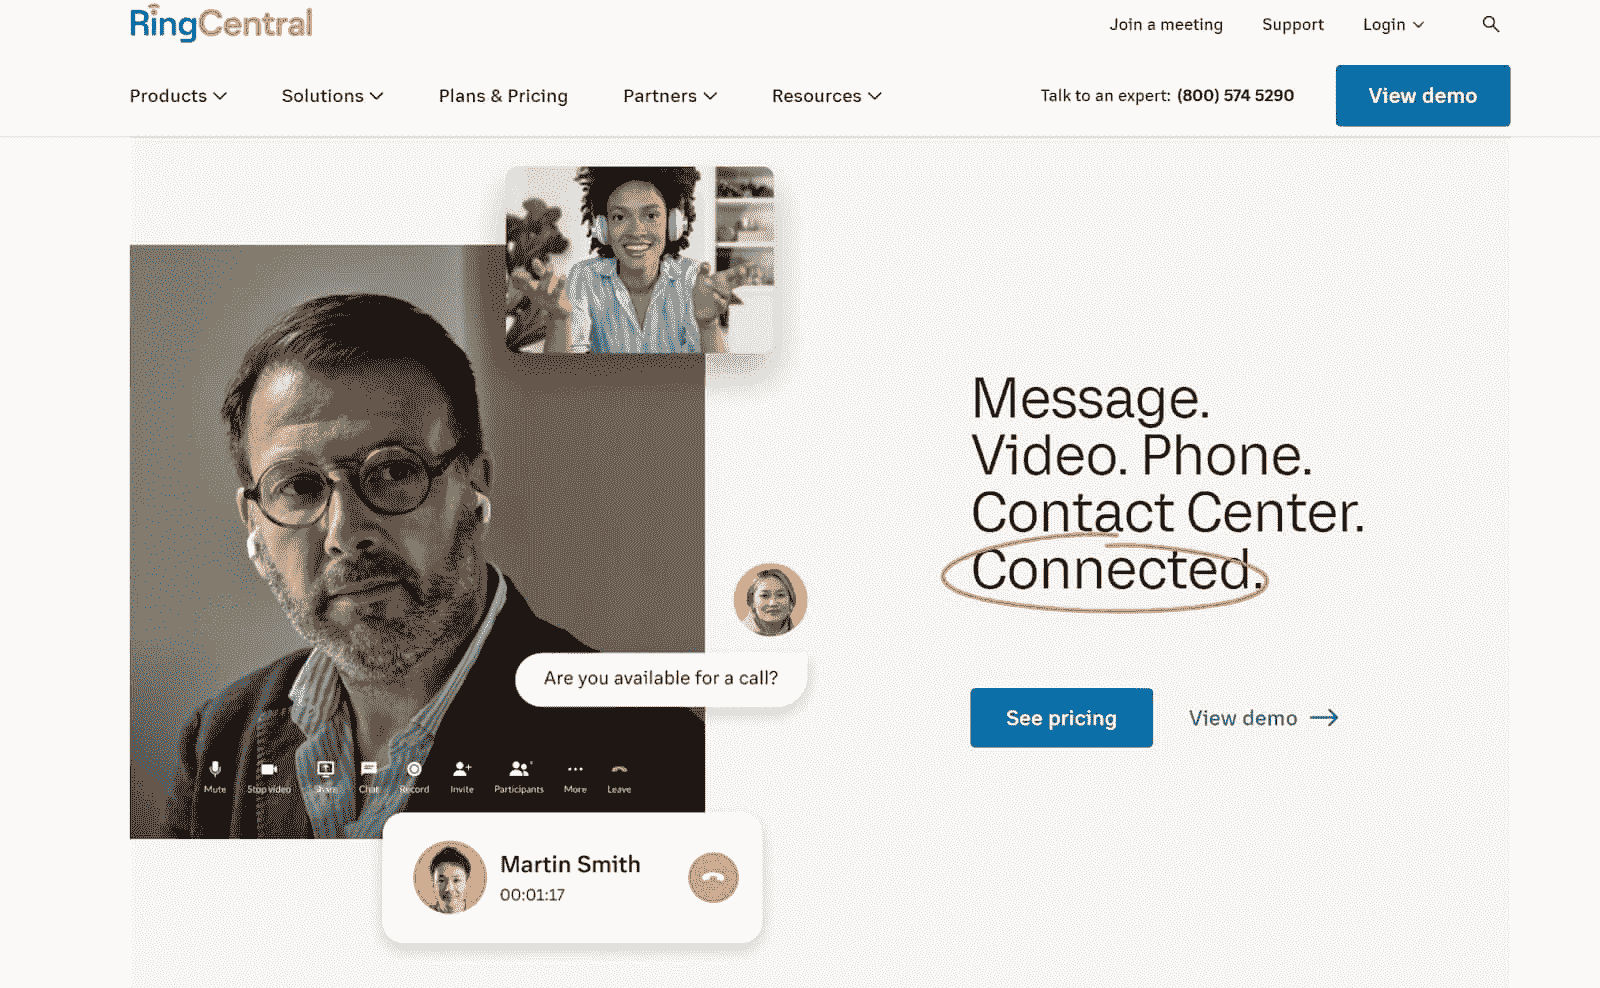 RingCentral
Join a meeting
Support
Login
Products
Solutions
Plans & Pricing
Partners
Resources
Talk to an expert: (800) 574 5290
View demo
Message.
Video. Phone.
Contact Center.
Connected.
Are you available for a call?
See pricing
View demo
Mute
Stop video
Share
Chat
Record
Invite
Participants
More
Leave
Martin Smith
00:01:17